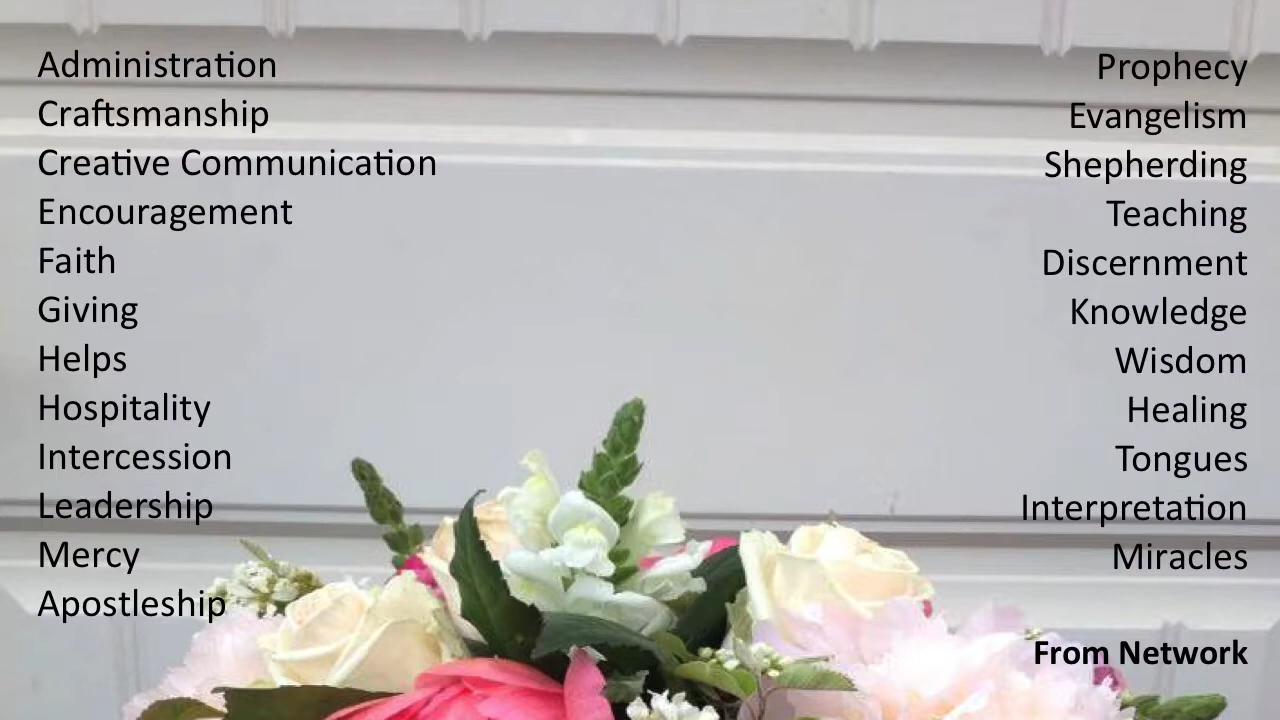 Administration
Craftsmanship
Creative Communication
Encouragement
Faith
Giving
Helps
Hospitality
Intercession
Leadership
Mercy
Apostleship
Prophecy
Evangelism
Shepherding
Teaching
Discernment
Knowledge
Wisdom
Healing
Tongues
Interpretation
Miracles
From Network